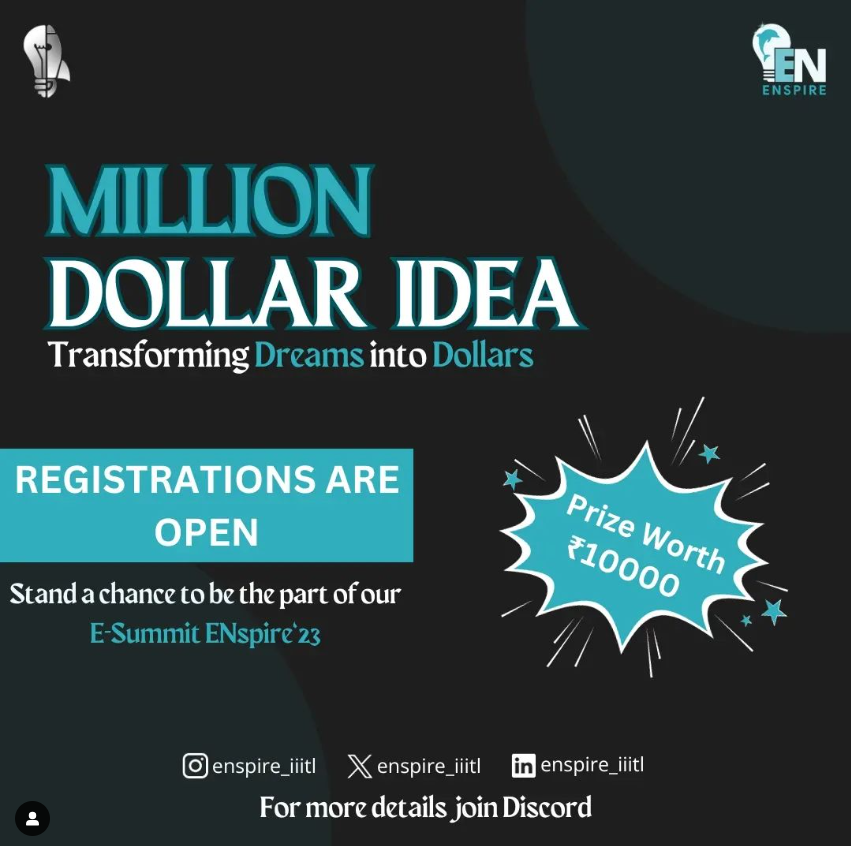 EN
ENSPIRE
MILLION
DOLLAR IDEA
Transforming Dreams into Dollars
REGISTRATIONS ARE
OPEN
Stand a chance to be the part of our
E-Summit ENspire'23
Prize Worth
₹10000
enspire_iiitl enspire_iiitl enspire_iiitl
For more details join Discord